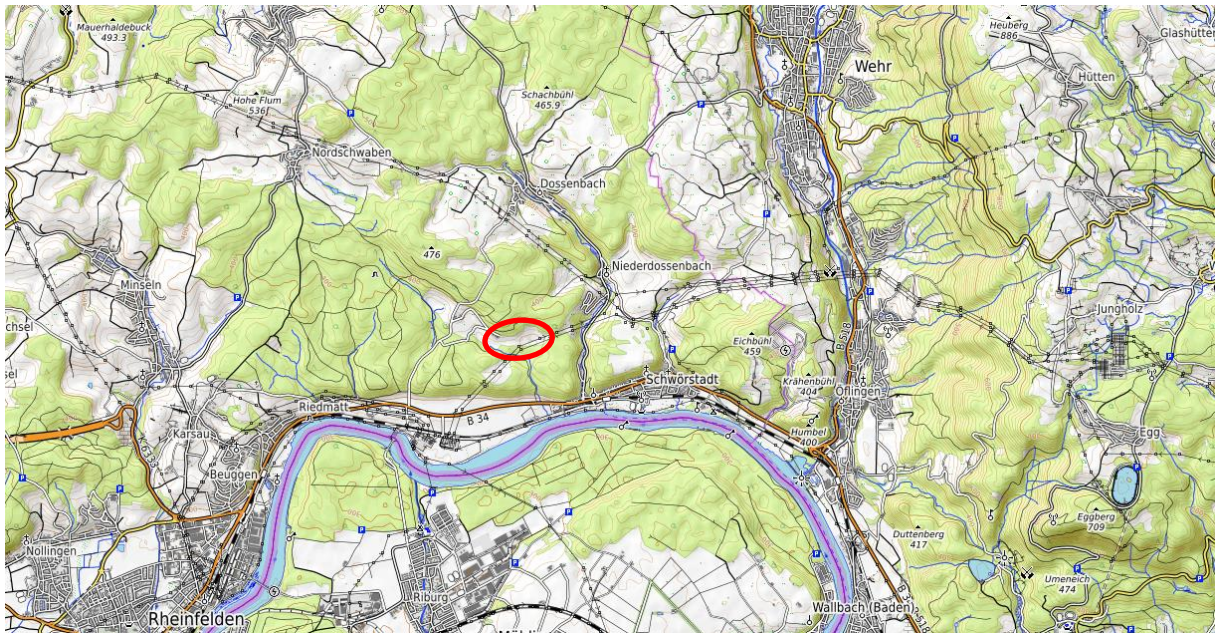 Mauerhaldebuck
493.3
Heuberg
886
Glashütten
Wehr
Hütten
Hohe Flum
536
Schachbühl
465.9
Nordschwaben
Dossenbach
476
Niederdossenbach
Minseln
Jungholz
Eichbühl
459
B 518
Schwörstadt
Krähenbühl
404
Öflingen
Riedmatt
B 34
Karsau
Humbel
400
Egg
Beuggen
Eggberg
709
Nollingen
Duttenberg
417
Umeneich
474
Riburg
Rheinfelden
Wallbach (Baden)
B 518